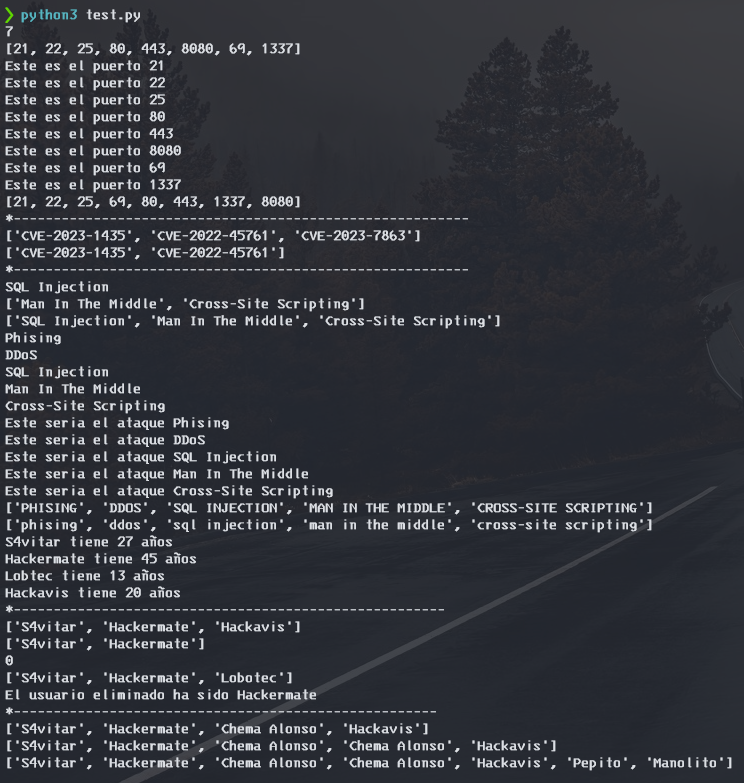 ❯ python3 test.py
7
[21, 22, 25, 80, 443, 8080, 69, 1337]
Este es el puerto 21
Este es el puerto 22
Este es el puerto 25
Este es el puerto 80
Este es el puerto 443
Este es el puerto 8080
Este es el puerto 69
Este es el puerto 1337
[21, 22, 25, 69, 80, 443, 1337, 8080]
*-----------------------------------------------------
['CVE-2023-1435', 'CVE-2022-45761', 'CVE-2023-7863']
['CVE-2023-1435', 'CVE-2022-45761']
*-----------------------------------------------------
SQL Injection
['Man In The Middle', 'Cross-Site Scripting']
['SQL Injection', 'Man In The Middle', 'Cross-Site Scripting']
Phising
DDoS
SQL Injection
Man In The Middle
Cross-Site Scripting
Este seria el ataque Phising
Este seria el ataque DDoS
Este seria el ataque SQL Injection
Este seria el ataque Man In The Middle
Este seria el ataque Cross-Site Scripting
['PHISING', 'DDOS', 'SQL INJECTION', 'MAN IN THE MIDDLE', 'CROSS-SITE SCRIPTING']
['phising', 'ddos', 'sql injection', 'man in the middle', 'cross-site scripting']
S4vitar tiene 27 años
Hackermate tiene 45 años
Lobtec tiene 13 años
Hackavis tiene 20 años
*--------------------------------------------------
['S4vitar', 'Hackermate', 'Hackavis']
['S4vitar', 'Hackermate']
0
['S4vitar', 'Hackermate', 'Lobotec']
El usuario eliminado ha sido Hackermate
*-------------------------------------------------
['S4vitar', 'Hackermate', 'Chema Alonso', 'Hackavis']
['S4vitar', 'Hackermate', 'Chema Alonso', 'Chema Alonso', 'Hackavis']
['S4vitar', 'Hackermate', 'Chema Alonso', 'Chema Alonso', 'Hackavis', 'Pepito', 'Manolito']